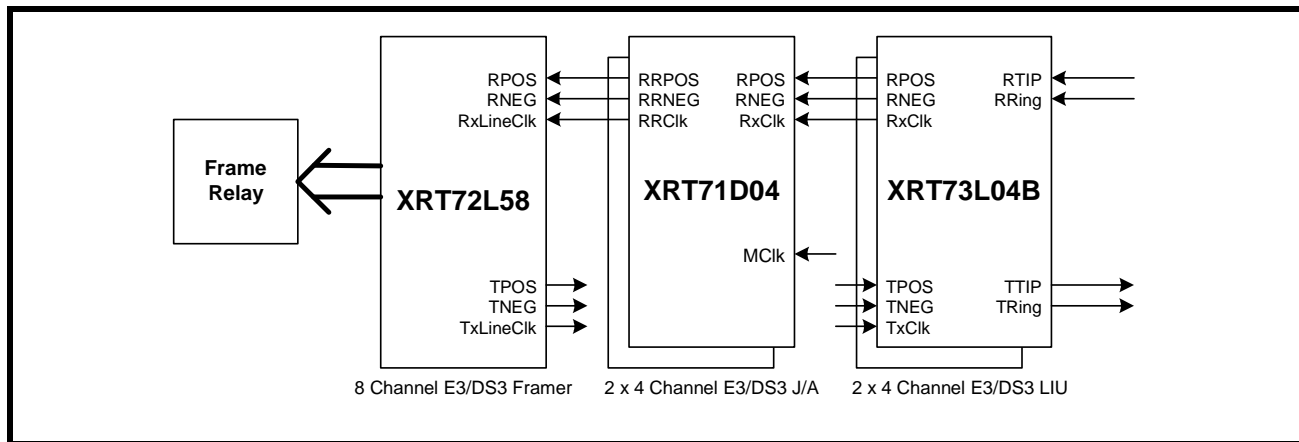 RPOS
RNEG
RxLineClk
XRT72L58
TPOS
TNEG
TxLineClk
8 Channel E3/DS3 Framer
Frame
Relay
RRPOS RPOS
RRNEG RNEG
RRClk RxClk
XRT71D04
MClk
2 x 4 Channel E3/DS3 J/A
RPOS RTIP
RNEG RRing
RxClk
XRT73L04B
TPOS TTIP
TNEG TRing
TxClk
2 x 4 Channel E3/DS3 LIU